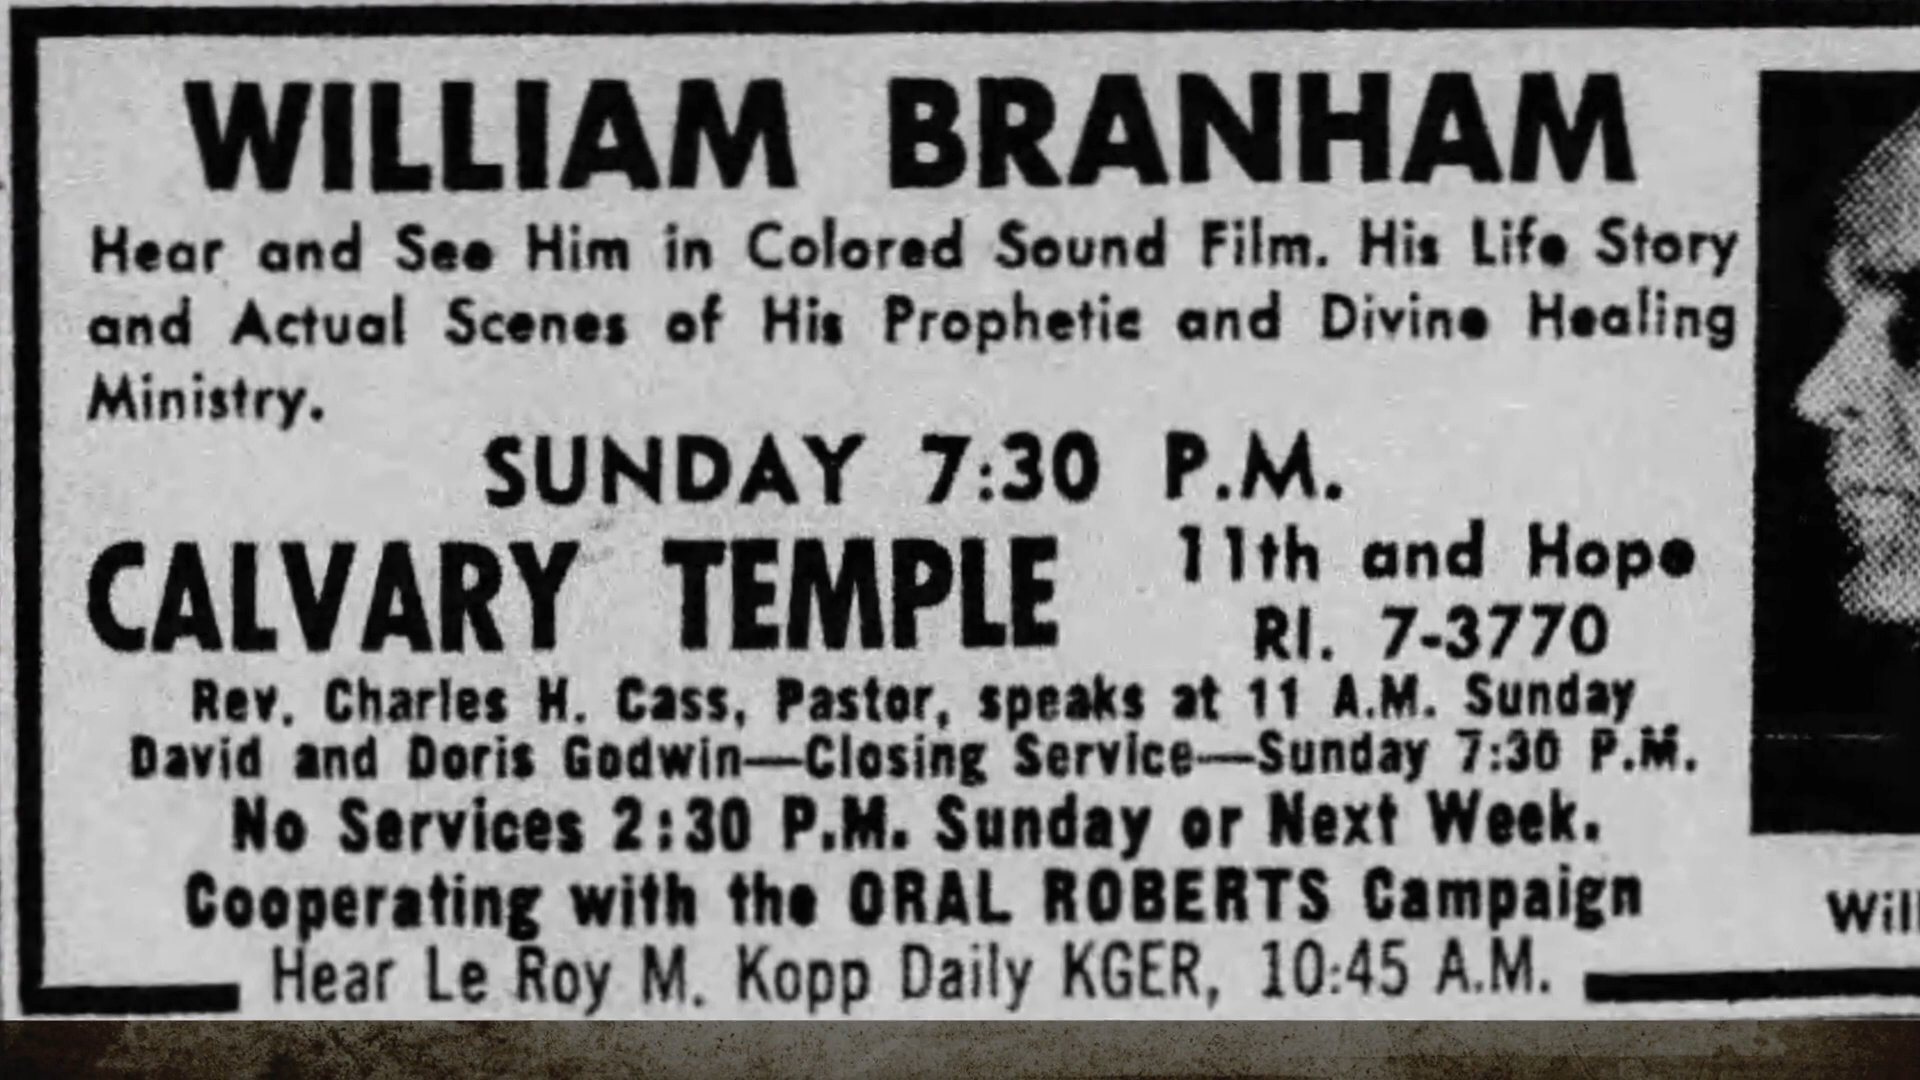 WILLIAM BRANHAM
Hear and See Him in Colored Sound Film. His Life Story
and Actual Scenes of His Prophetic and Divine Healing
Ministry.
SUNDAY 7:30 P.M.
CALVARY TEMPLE
11th and Hope
RI. 7-3770
Rev. Charles H. Cass, Pastor, speaks at 11 A.M. Sunday
David and Doris Godwin—Closing Service—Sunday 7:30 P.M.
No Services 2:30 P.M. Sunday or Next Week.
Cooperating with the ORAL ROBERTS Campaign
Hear Le Roy M. Kopp Daily KGER, 10:45 A.M.
Will